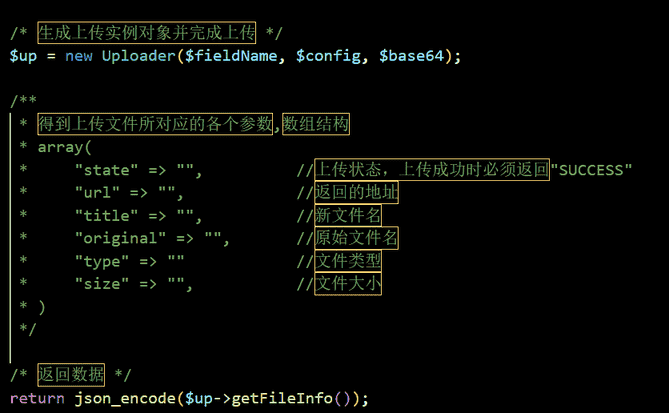 /* 生成上传实例对象并完成上传 */
$up = new Uploader($fieldName, $config, $base64);
/**
* 得到上传文件所对应的各个参数,数组结构
* array(
* "state" => "", //上传状态，上传成功时必须返回"SUCCESS"
* "url" => "", //返回的地址
* "title" => "", //新文件名
* "original" => "", //原始文件名
* "type" => "" //文件类型
* "size" => "", //文件大小
* )
*/
/* 返回数据 */
return json_encode($up->getFileInfo());